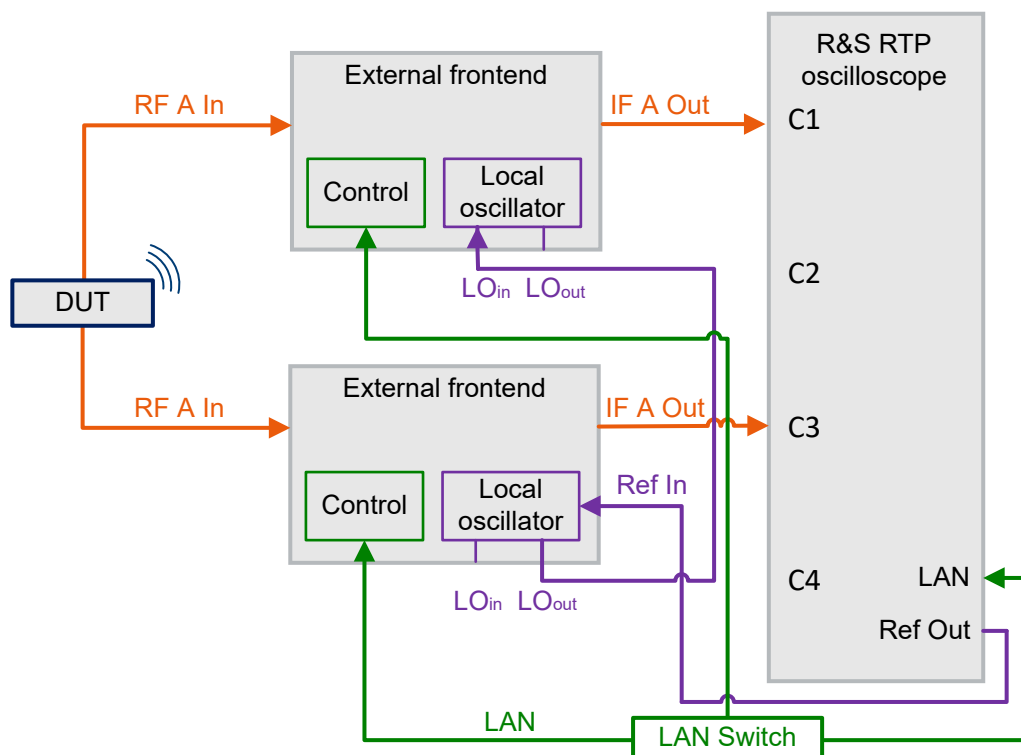 R&S RTP
oscilloscope
External frontend
RF A In
IF A Out
C1
Control
Local
oscillator
LOin LOout
C2
DUT
External frontend
RF A In
IF A Out
C3
Control
Local
oscillator
Ref In
LOin LOout
C4
LAN
Ref Out
LAN
LAN Switch